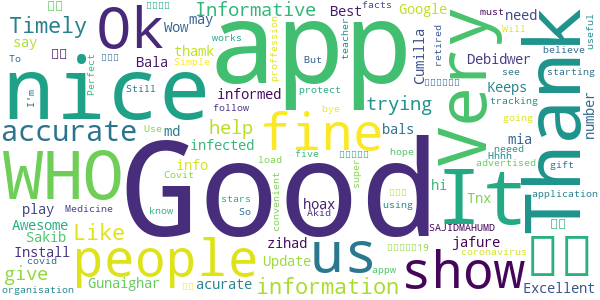 Good
app
nice
Ok
fine
Very
Thank
It
WHO
people
us
show
accurate
Timely
Informative
information
Like
help
trying
give
say
Wow
may
Best
Google
facts
teacher
retired
must
need
Will
believe
useful
To
Perfect
works
Simple
thamk
proffession
But
Cumilla
Debidwer
see
starting
Still
Bala
informed
protect
follow
Keeps
tracking
going
number
I'm
Use
md
bals
bye
infected
five
info
load
super
hope
mia
neeed
Hhhh
advertised
gift
play
Medicine
Covit
convenient
stars
hoax
using
hi
Tnx
application
know
So
Akid
SAJIDMAHUMD
Awesome
Sakib
zihad
jafure
19
Install
covid
Update
coronavirus
Gunaighar
acurate
appw
organisation
Excellent